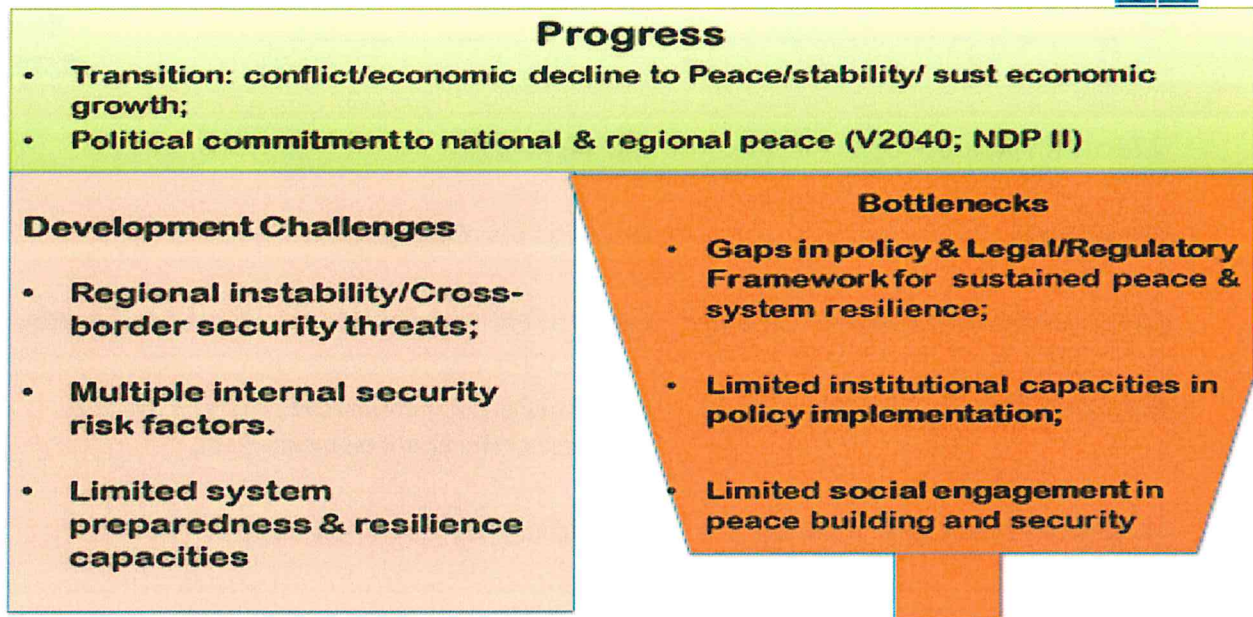 Progress
• Transition: conflict/economic decline to Peace/stability/ sust economic
growth;
• Political commitment to national & regional peace (V2040; NDP II)
Development Challenges
• Regional instability/Cross-
border security threats;
• Multiple internal security
risk factors.
• Limited system
preparedness & resilience
capacities
Bottlenecks
• Gaps in policy & Legal/Regulatory
Framework for sustained peace &
system resilience;
• Limited institutional capacities in
policy implementation;
• Limited social engagement in
peace building and security